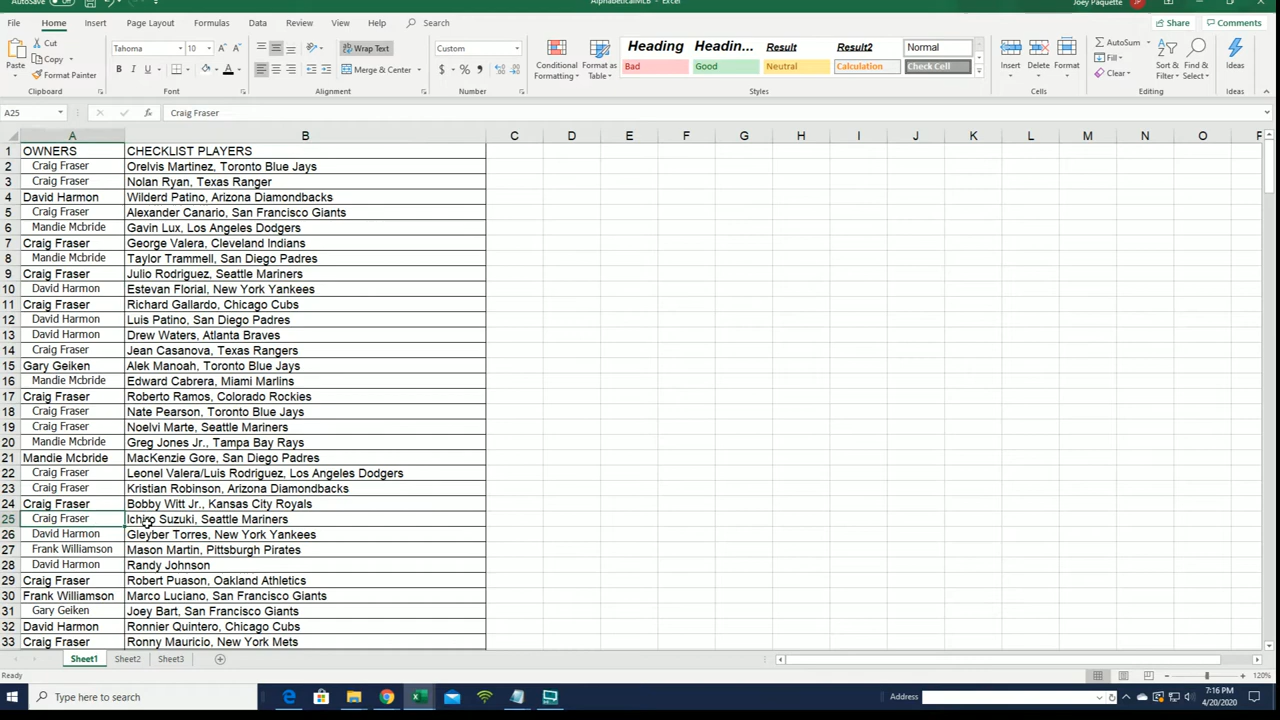 AutoSave Off AlphabeticalMLB - Excel Joey Paquette JP
File Home Insert Page Layout Formulas Data Review View Help Search Share Comments
Paste Cut Copy Format Painter Clipboard
Tahoma 10 B I U A Font
Wrap Text Merge & Center Alignment
Custom $ % Number
Conditional Formatting Format as Table
Heading Headin... Result Result2 Normal
Bad Good Neutral Calculation Check Cell
Styles
Insert Delete Format Cells
AutoSum Fill Clear Sort & Filter Find & Select Editing
Ideas Ideas
A25 fx Craig Fraser
A B C D E F G H I J K L M N O P
1 OWNERS CHECKLIST PLAYERS
2 Craig Fraser Orelvis Martinez, Toronto Blue Jays
3 Craig Fraser Nolan Ryan, Texas Ranger
4 David Harmon Wilderd Patino, Arizona Diamondbacks
5 Craig Fraser Alexander Canario, San Francisco Giants
6 Mandie Mcbride Gavin Lux, Los Angeles Dodgers
7 Craig Fraser George Valera, Cleveland Indians
8 Mandie Mcbride Taylor Trammell, San Diego Padres
9 Craig Fraser Julio Rodriguez, Seattle Mariners
10 David Harmon Estevan Florial, New York Yankees
11 Craig Fraser Richard Gallardo, Chicago Cubs
12 David Harmon Luis Patino, San Diego Padres
13 David Harmon Drew Waters, Atlanta Braves
14 Craig Fraser Jean Casanova, Texas Rangers
15 Gary Geiken Alek Manoah, Toronto Blue Jays
16 Mandie Mcbride Edward Cabrera, Miami Marlins
17 Craig Fraser Roberto Ramos, Colorado Rockies
18 Craig Fraser Nate Pearson, Toronto Blue Jays
19 Craig Fraser Noelvi Marte, Seattle Mariners
20 Mandie Mcbride Greg Jones Jr., Tampa Bay Rays
21 Mandie Mcbride MacKenzie Gore, San Diego Padres
22 Craig Fraser Leonel Valera/Luis Rodriguez, Los Angeles Dodgers
23 Craig Fraser Kristian Robinson, Arizona Diamondbacks
24 Craig Fraser Bobby Witt Jr., Kansas City Royals
25 Craig Fraser Ichiro Suzuki, Seattle Mariners
26 David Harmon Gleyber Torres, New York Yankees
27 Frank Williamson Mason Martin, Pittsburgh Pirates
28 David Harmon Randy Johnson
29 Craig Fraser Robert Puason, Oakland Athletics
30 Frank Williamson Marco Luciano, San Francisco Giants
31 Gary Geiken Joey Bart, San Francisco Giants
32 David Harmon Ronnier Quintero, Chicago Cubs
33 Craig Fraser Ronny Mauricio, New York Mets
Sheet1 Sheet2 Sheet3
Ready 120%
Type here to search Address 7:16 PM
4/20/2020